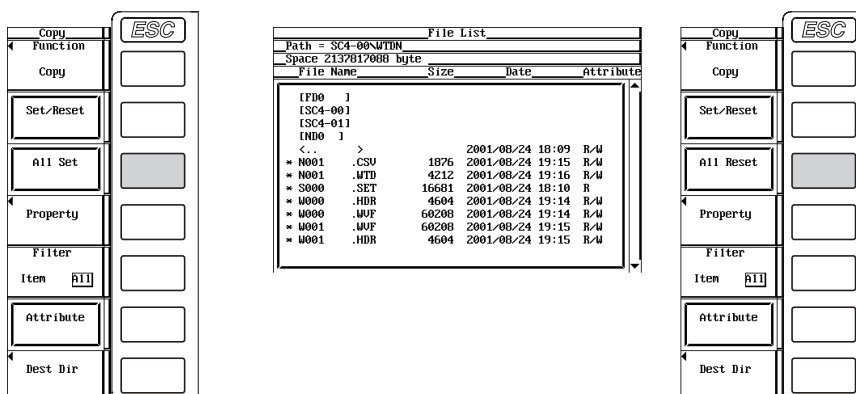 ESC
Copy
Function
Copy
Set/Reset
All Set
Property
Filter
Item All
Attribute
Dest Dir
File List
Path = SC4-00\WTDN
Space 2137817088 byte
File Name Size Date Attribute
[FD0 ]
[SC4-00]
[SC4-01]
[ND0 ]
<.. > 2001/08/24 18:09 R/W
* N001 .CSV 1876 2001/08/24 19:15 R/W
* N001 .WTD 4212 2001/08/24 19:16 R/W
* S000 .SET 16681 2001/08/24 18:10 R
* W000 .HDR 4604 2001/08/24 19:14 R/W
* W000 .WVF 60208 2001/08/24 19:14 R/W
* W001 .WVF 60208 2001/08/24 19:15 R/W
* W001 .HDR 4604 2001/08/24 19:15 R/W
ESC
Copy
Function
Copy
Set/Reset
All Reset
Property
Filter
Item All
Attribute
Dest Dir